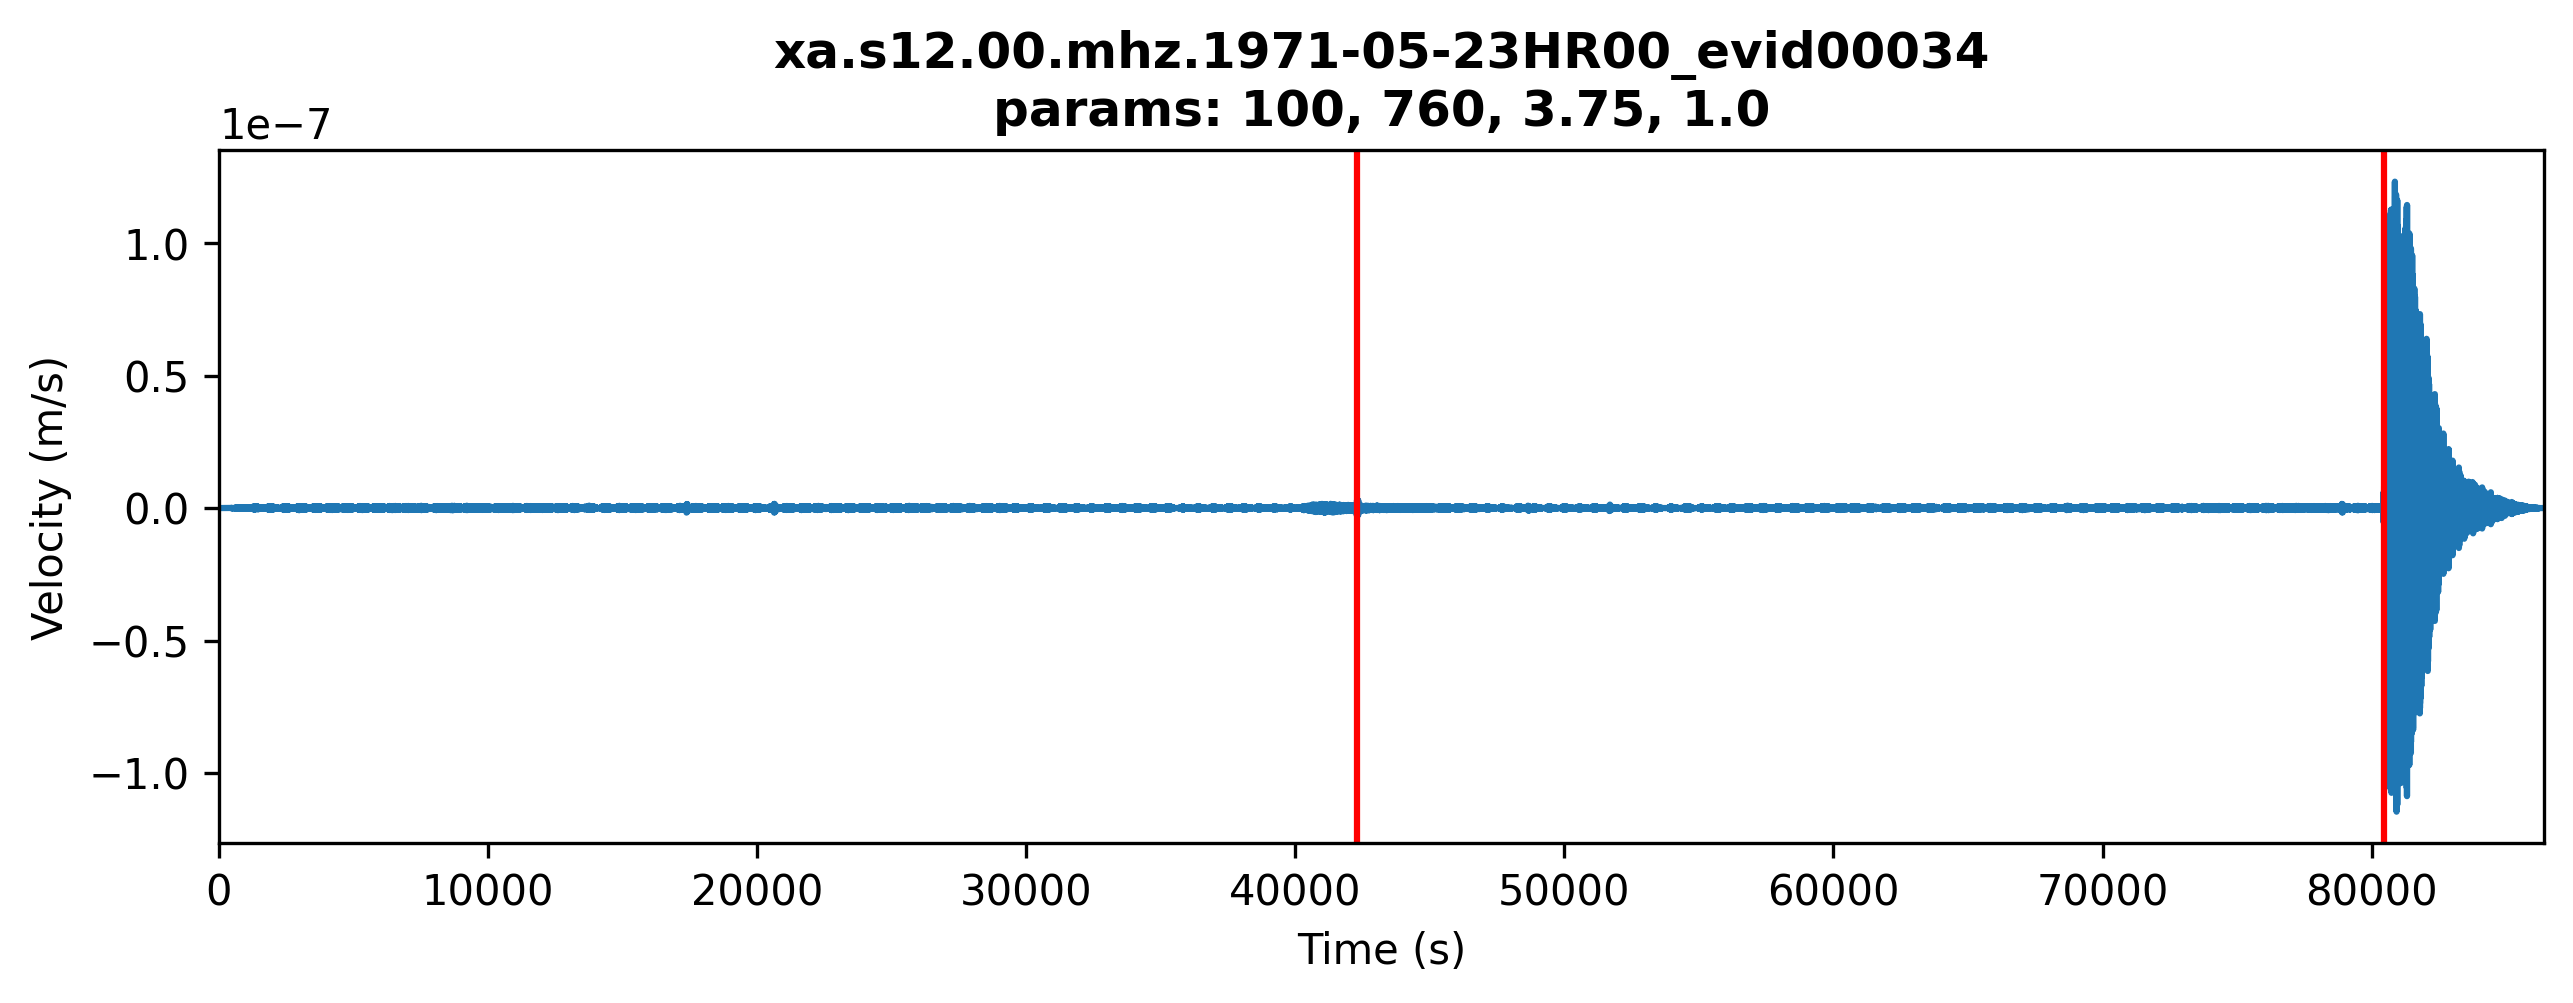 xa.s12.00.mhz.1971-05-23HR00_evid00034
params: 100, 760, 3.75, 1.0
1e−7
1.0
0.5
0.0
−0.5
−1.0
Velocity (m/s)
0 10000 20000 30000 40000 50000 60000 70000 80000
Time (s)